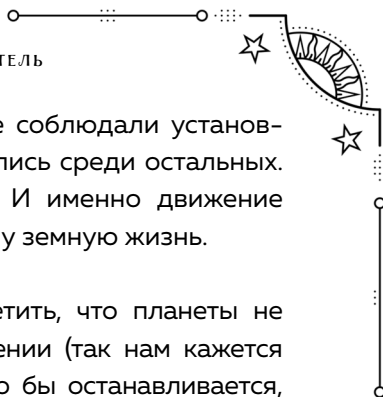 ТЕЛЬ
е соблюдали установ-
лись среди остальных.
И именно движение
у земную жизнь.
етить, что планеты не
ении (так нам кажется
о бы останавливается,